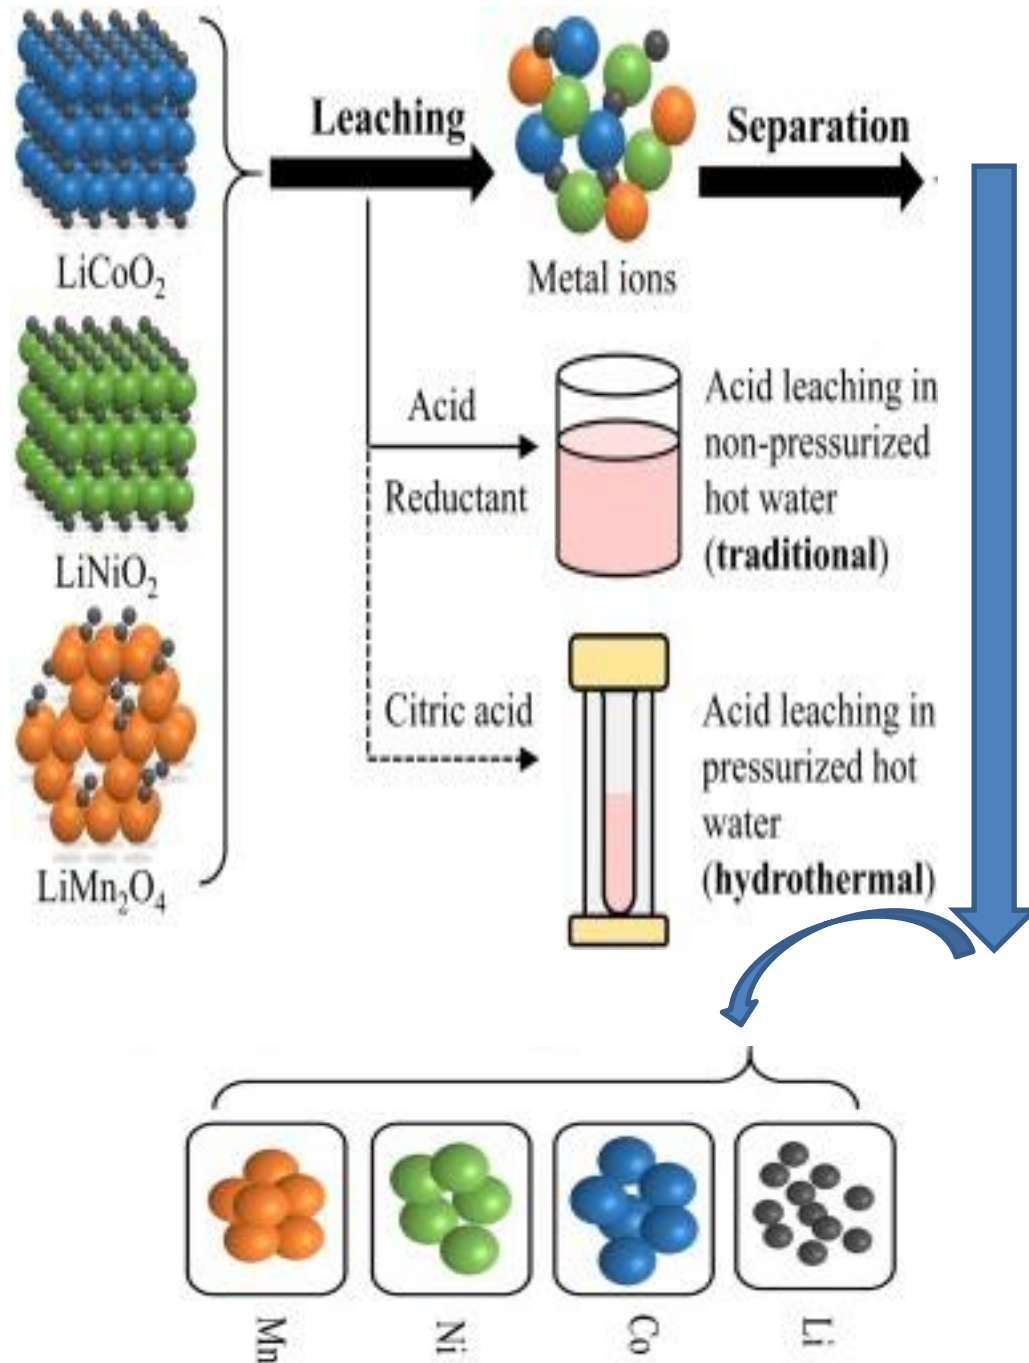 Leaching
Separation
LiCoO₂
Metal ions
LiNiO₂
Acid
Reductant
Acid leaching in
non-pressurized
hot water
(traditional)
LiMn₂O₄
Citric acid
Acid leaching in
pressurized hot
water
(hydrothermal)
Mn
Ni
Co
Li